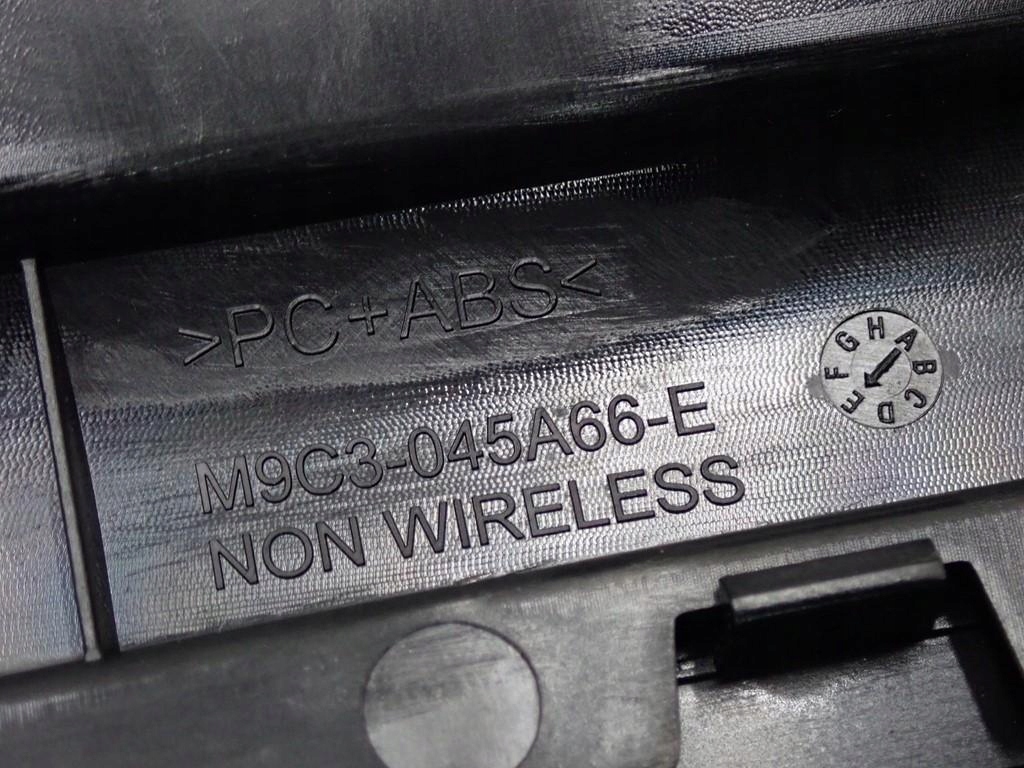 >PC+ABS<
M9C3-045A66-E
NON WIRELESS
A B C D E F G H